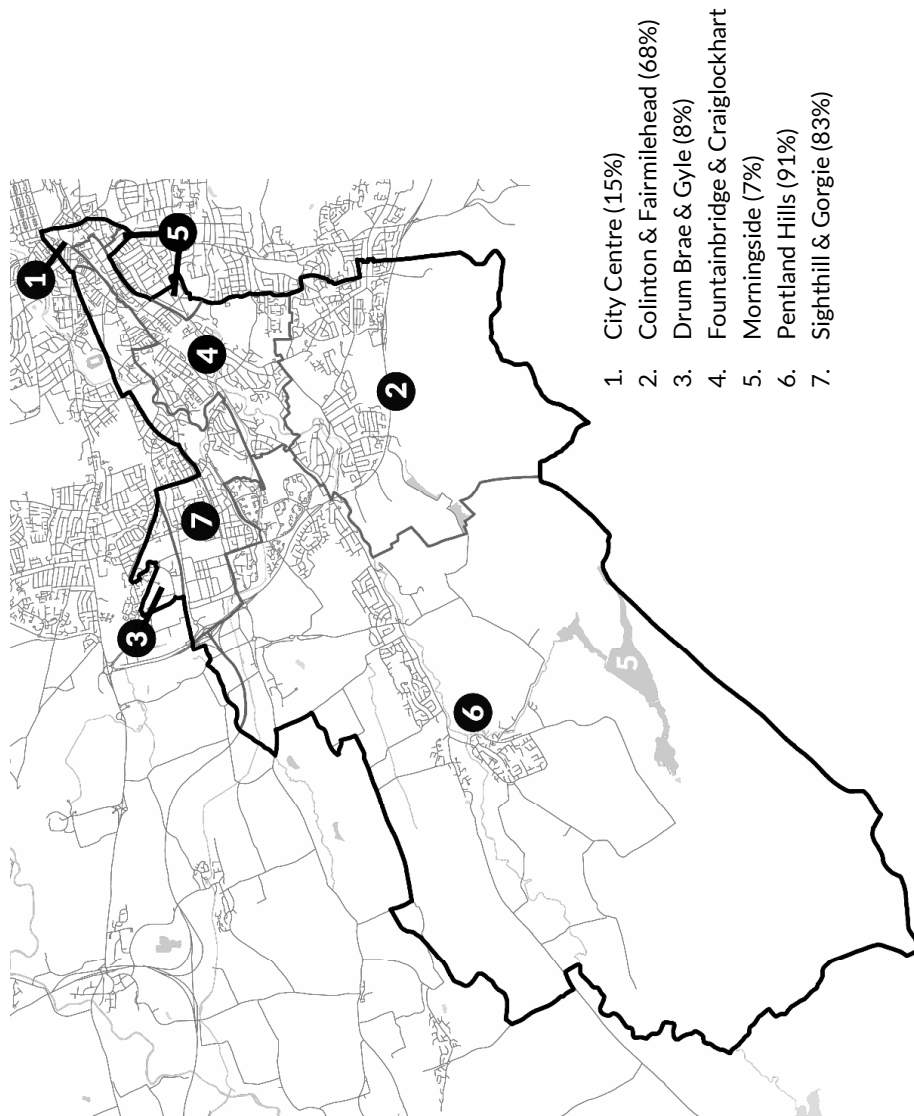 1
5
4
2
7
3
6
5
1. City Centre (15%)
2. Colinton & Fairmilehead (68%)
3. Drum Brae & Gyle (8%)
4. Fountainbridge & Craiglockhart
5. Morningside (7%)
6. Pentland Hills (91%)
7. Sighthill & Gorgie (83%)